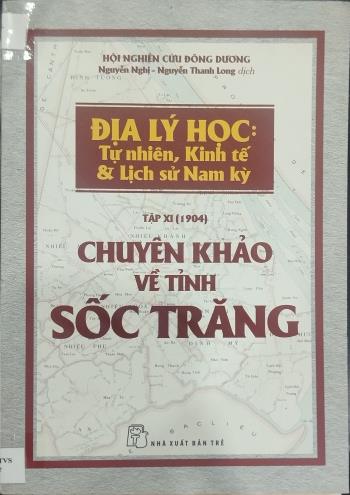 HỘI NGHIÊN CỨU ĐÔNG DƯƠNG
Nguyễn Nghị - Nguyễn Thanh Long dịch
ĐỊA LÝ HỌC:
Tự nhiên, Kinh tế
& Lịch sử Nam kỳ
TẬP XI (1904)
CHUYÊN KHẢO
VỀ TỈNH
SỐC TRĂNG
NHÀ XUẤT BẢN TRẺ
BACLIEU